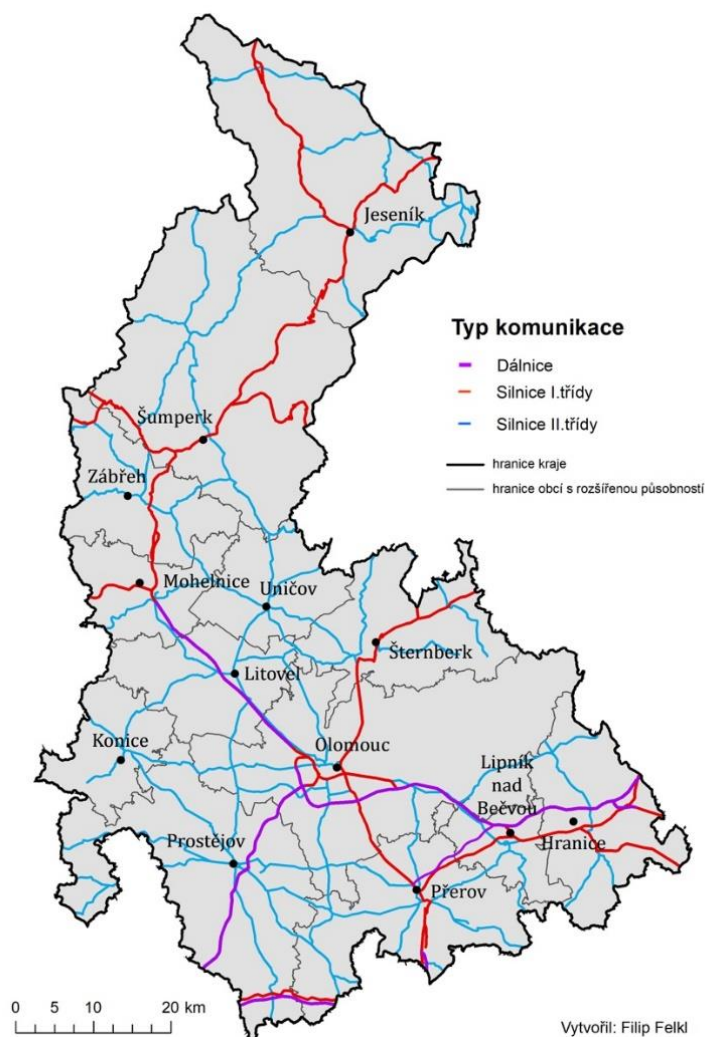 Jeseník
Typ komunikace
Dálnice
Silnice I.třídy
Silnice II.třídy
hranice kraje
hranice obcí s rozšířenou působností
Šumperk
Zábřeh
Mohelnice
Uničov
Šternberk
Litovel
Konice
Olomouc
Lipník
nad
Bečvou
Hranice
Prostějov
Přerov
0 5 10 20 km
Vytvořil: Filip Felkl